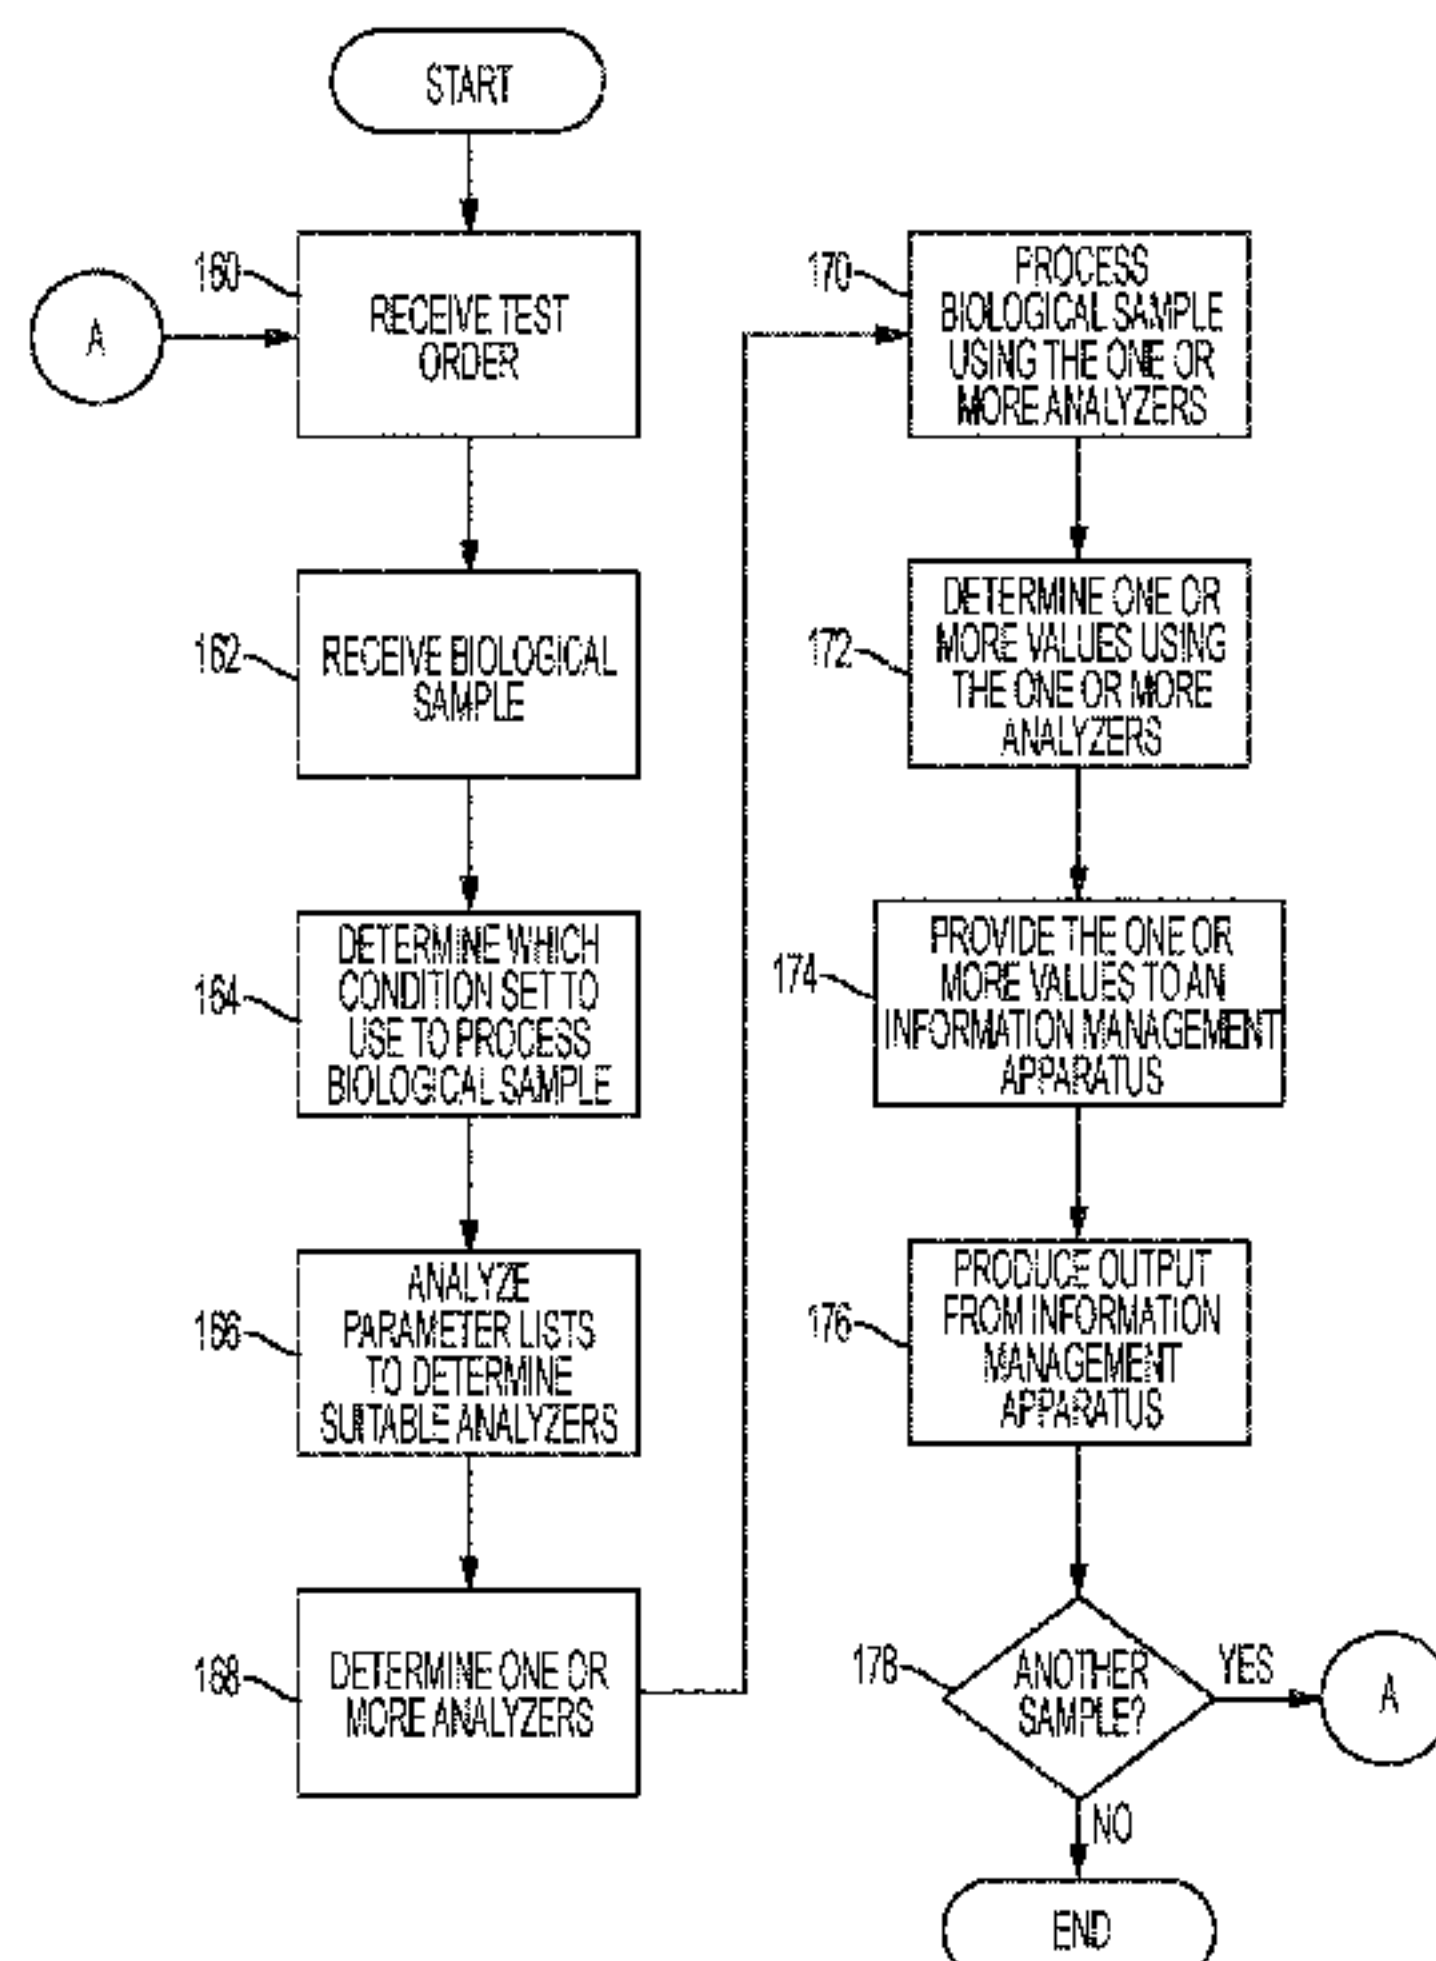 START
160
A
RECEIVE TEST
ORDER
162
RECEIVE BIOLOGICAL
SAMPLE
164
DETERMINE WHICH
CONDITION SET TO
USE TO PROCESS
BIOLOGICAL SAMPLE
166
ANALYZE
PARAMETER LISTS
TO DETERMINE
SUITABLE ANALYZERS
168
DETERMINE ONE OR
MORE ANALYZERS
170
PROCESS
BIOLOGICAL SAMPLE
USING THE ONE OR
MORE ANALYZERS
172
DETERMINE ONE OR
MORE VALUES USING
THE ONE OR MORE
ANALYZERS
174
PROVIDE THE ONE OR
MORE VALUES TO AN
INFORMATION MANAGEMENT
APPARATUS
176
PRODUCE OUTPUT
FROM INFORMATION
MANAGEMENT
APPARATUS
178
ANOTHER
SAMPLE?
YES
A
NO
END